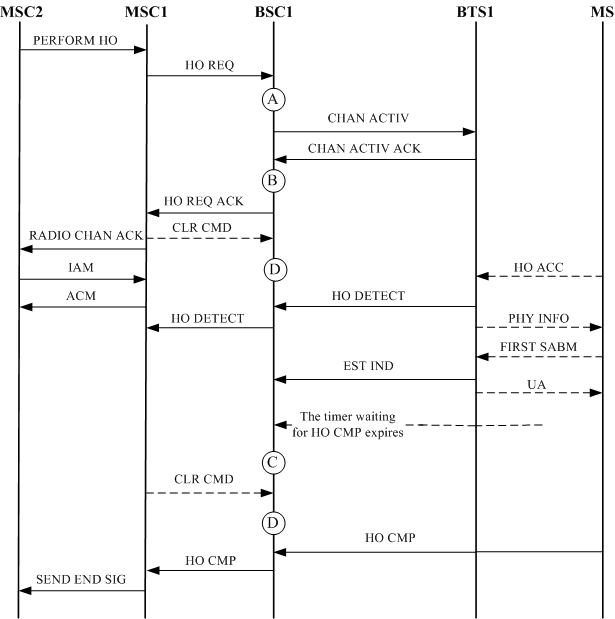 MSC2 MSC1 BSC1 BTS1 MS
PERFORM HO
HO REQ
A
CHAN ACTIV
CHAN ACTIV ACK
B
HO REQ ACK
CLR CMD
RADIO CHAN ACK
D
IAM
HO ACC
ACM
HO DETECT
HO DETECT
PHY INFO
FIRST SABM
EST IND
UA
The timer waiting
for HO CMP expires
C
CLR CMD
D
HO CMP
HO CMP
SEND END SIG